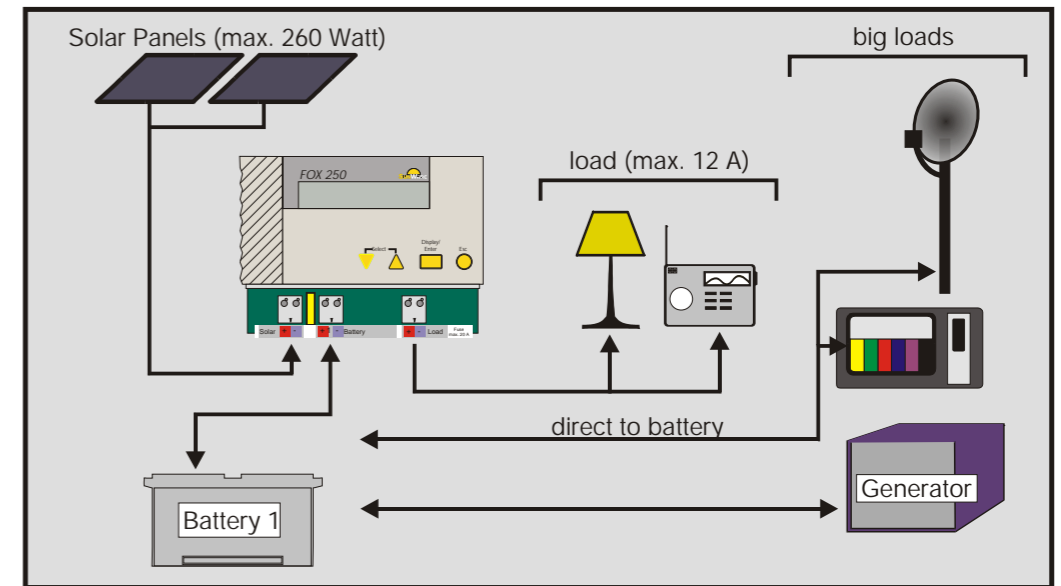 Solar Panels (max. 260 Watt)
big loads
load (max. 12 A)
FOX 250
Select
Display/
Enter
Esc
Solar + - + - Battery + - Load
Fuse
max. 20 A
direct to battery
Battery 1
Generator